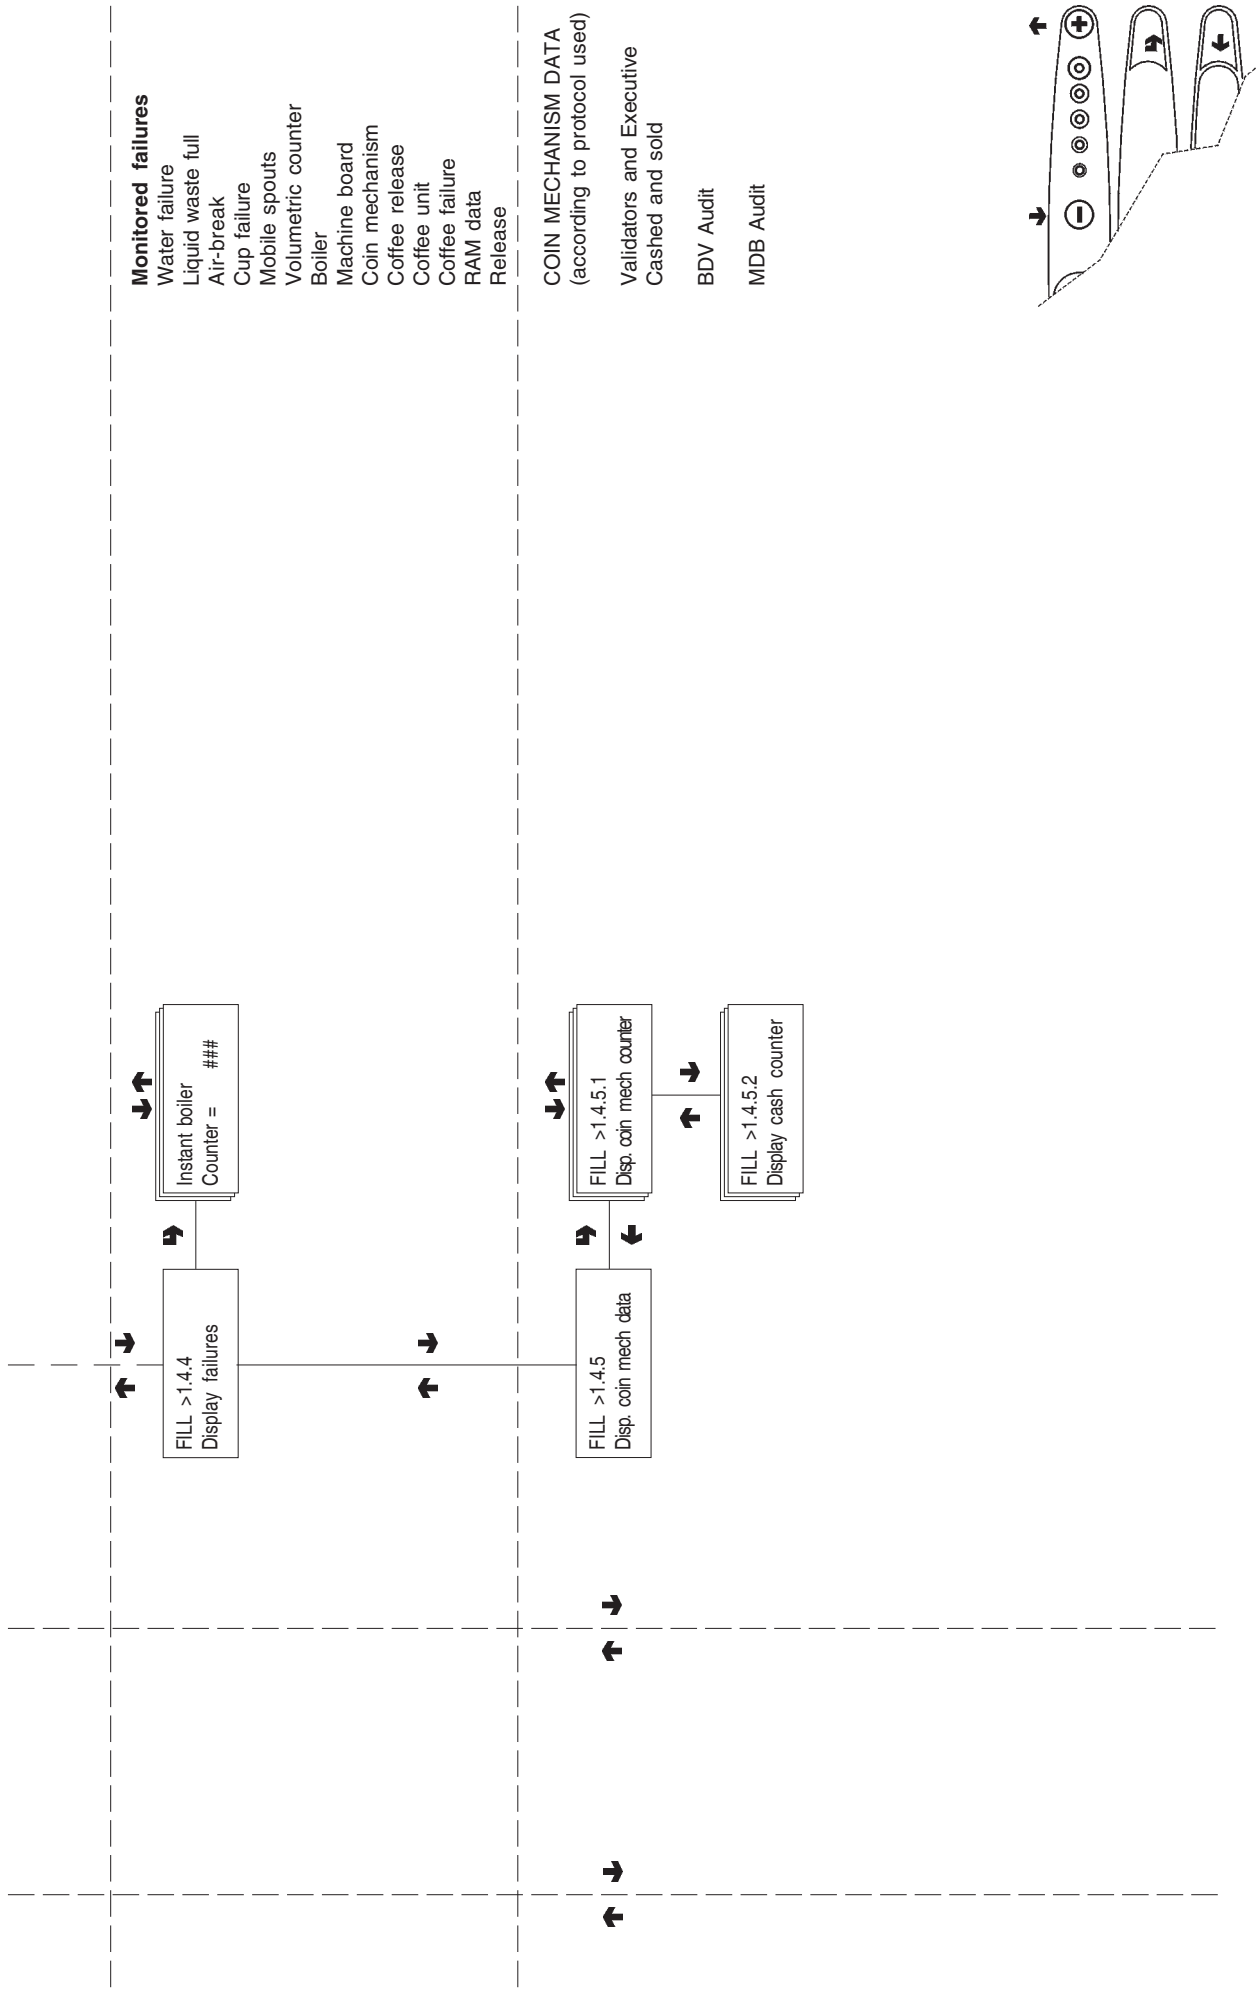 FILL >1.4.4
Display failures
Instant boiler
Counter = ###
Monitored failures
Water failure
Liquid waste full
Air-break
Cup failure
Mobile spouts
Volumetric counter
Boiler
Machine board
Coin mechanism
Coffee release
Coffee unit
Coffee failure
RAM data
Release
FILL >1.4.5
Disp. coin mech data
FILL >1.4.5.1
Disp. coin mech counter
FILL >1.4.5.2
Display cash counter
COIN MECHANISM DATA
(according to protocol used)
Validators and Executive
Cashed and sold
BDV Audit
MDB Audit